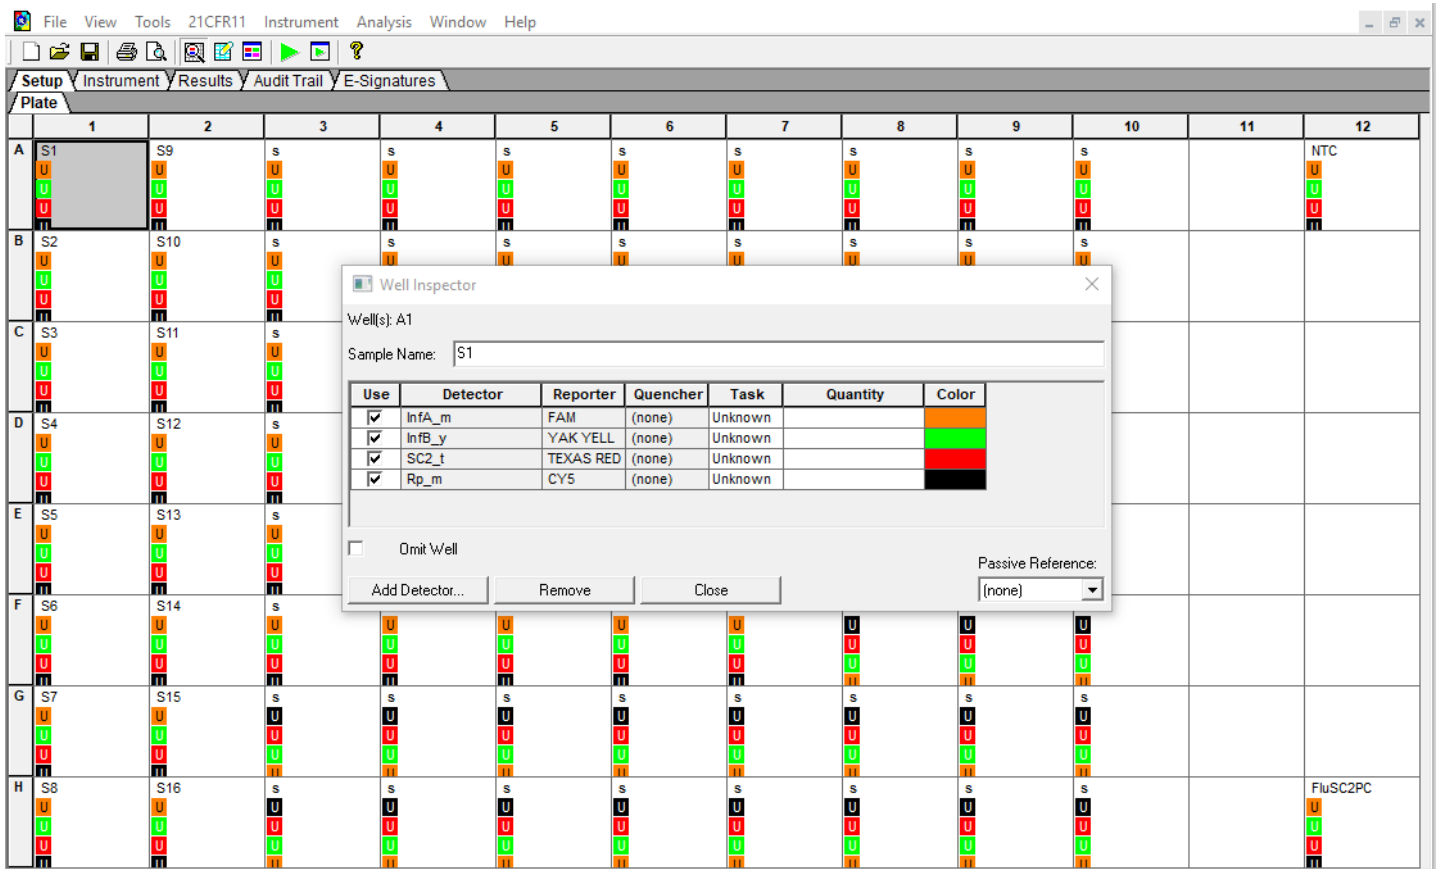 File View Tools 21CFR11 Instrument Analysis Window Help
Setup Instrument Results Audit Trail E-Signatures
Plate
1 2 3 4 5 6 7 8 9 10 11 12
A S1 S9 s s s s s s s s NTC
U U U U U U U U U U U
U U U U U U U U U U U
U U U U U U U U U U U
U U U U U U U U U U U
B S2 S10 s s s s s s s s
U U U U U U U U U U
U U U
U U U
U U U
Well Inspector
Well(s): A1
Sample Name: S1
Use Detector Reporter Quencher Task Quantity Color
InfA_m FAM (none) Unknown
InfB_y YAK YELL (none) Unknown
SC2_t TEXAS RED (none) Unknown
Rp_m CY5 (none) Unknown
Omit Well
Passive Reference:
Add Detector... Remove Close (none)
C S3 S11 s
U U U
U U U
U U U
U U U
D S4 S12 s
U U U
U U U
U U U
U U U
E S5 S13 s
U U U
U U U
U U U
U U U
F S6 S14 s
U U U U U U U U U U
U U U U U U U U U U
U U U U U U U U U U
U U U U U U U U U U
G S7 S15 s s s s s s s s
U U U U U U U U U U
U U U U U U U U U U
U U U U U U U U U U
U U U U U U U U U U
H S8 S16 s s s s s s s s FluSC2PC
U U U U U U U U U U U
U U U U U U U U U U U
U U U U U U U U U U U
U U U U U U U U U U U